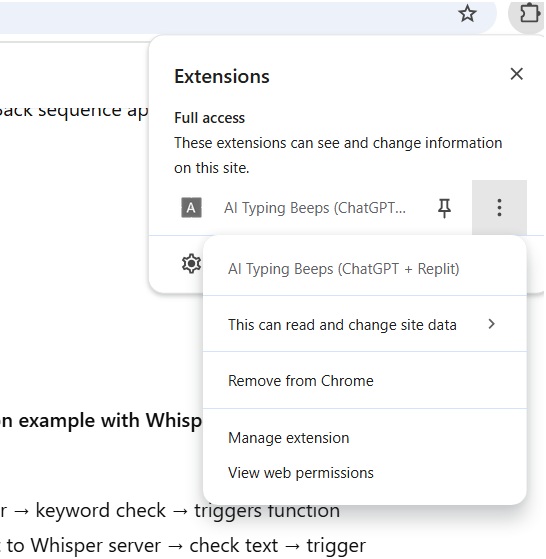 Extensions
Back sequence ap
Full access
These extensions can see and change information
on this site.
A AI Typing Beeps (ChatGPT...
AI Typing Beeps (ChatGPT + Replit)
This can read and change site data
Remove from Chrome
on example with Whisp
Manage extension
View web permissions
r → keyword check → triggers function
t to Whisper server → check text → trigger